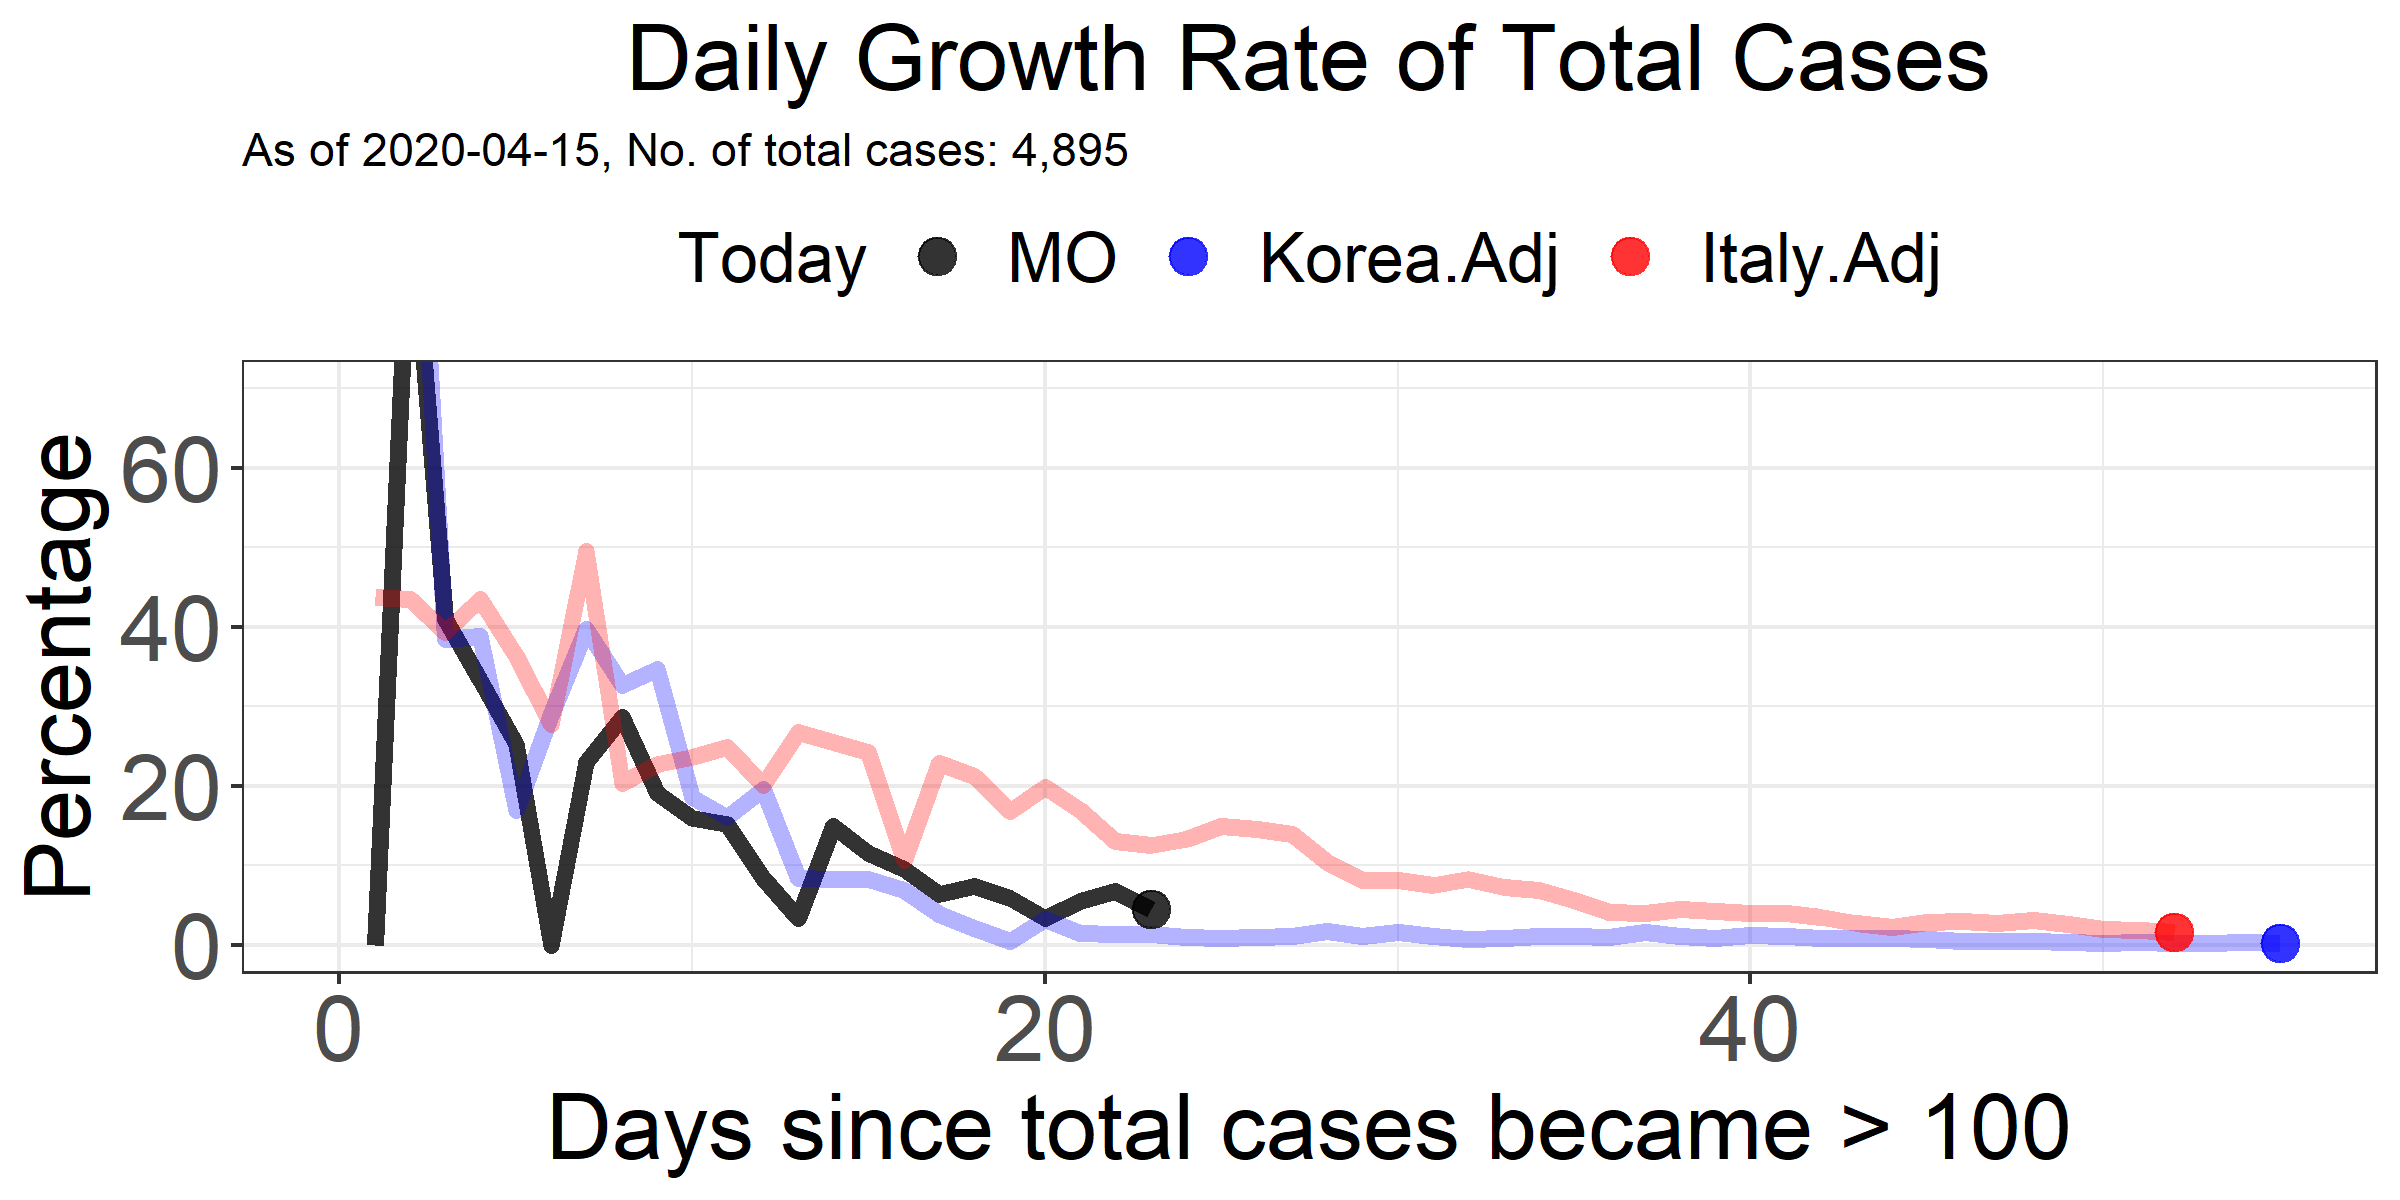 Daily Growth Rate of Total Cases
As of 2020-04-15, No. of total cases: 4,895
Today MO Korea.Adj Italy.Adj
Percentage
60
40
20
0
0 20 40
Days since total cases became > 100